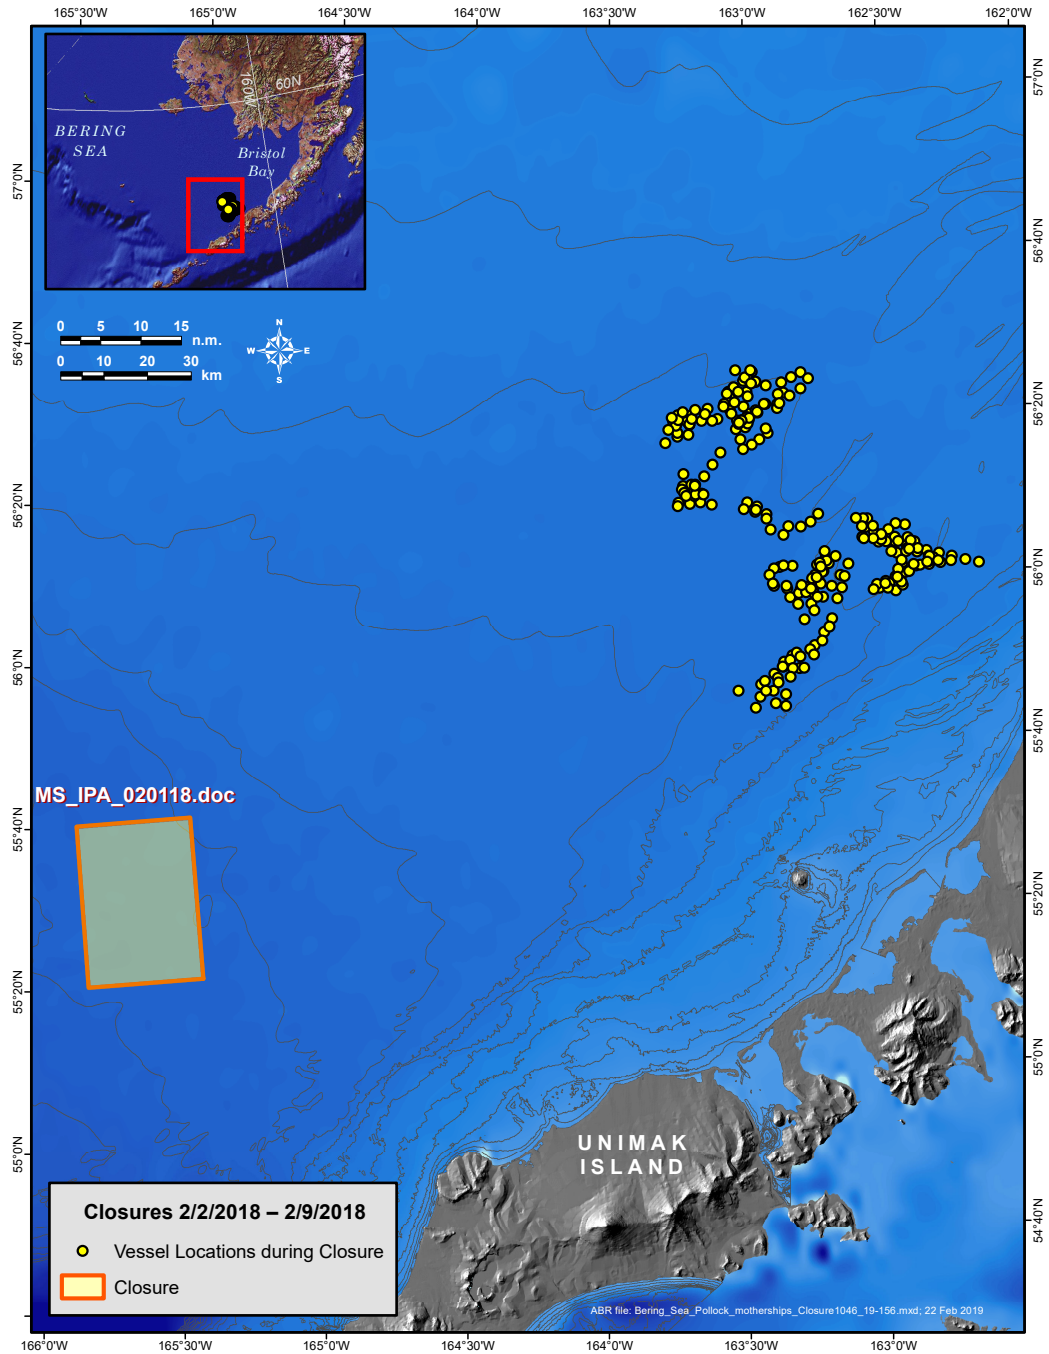 165°30'W 165°0'W 164°30'W 164°0'W 163°30'W 163°0'W 162°30'W 162°0'W
57°0'N
56°40'N
56°20'N
56°0'N
55°40'N
55°20'N
55°0'N
57°0'N
56°40'N
56°20'N
56°0'N
55°40'N
55°20'N
55°0'N
54°40'N
160W
60N
BERING
SEA
Bristol
Bay
0 5 10 15
n.m.
0 10 20 30
km
N
W E
S
MS_IPA_020118.doc
UNIMAK
ISLAND
Closures 2/2/2018 – 2/9/2018
Vessel Locations during Closure
Closure
ABR file: Bering_Sea_Pollock_motherships_Closure1046_19-156.mxd; 22 Feb 2019
166°0'W 165°30'W 165°0'W 164°30'W 164°0'W 163°30'W 163°0'W